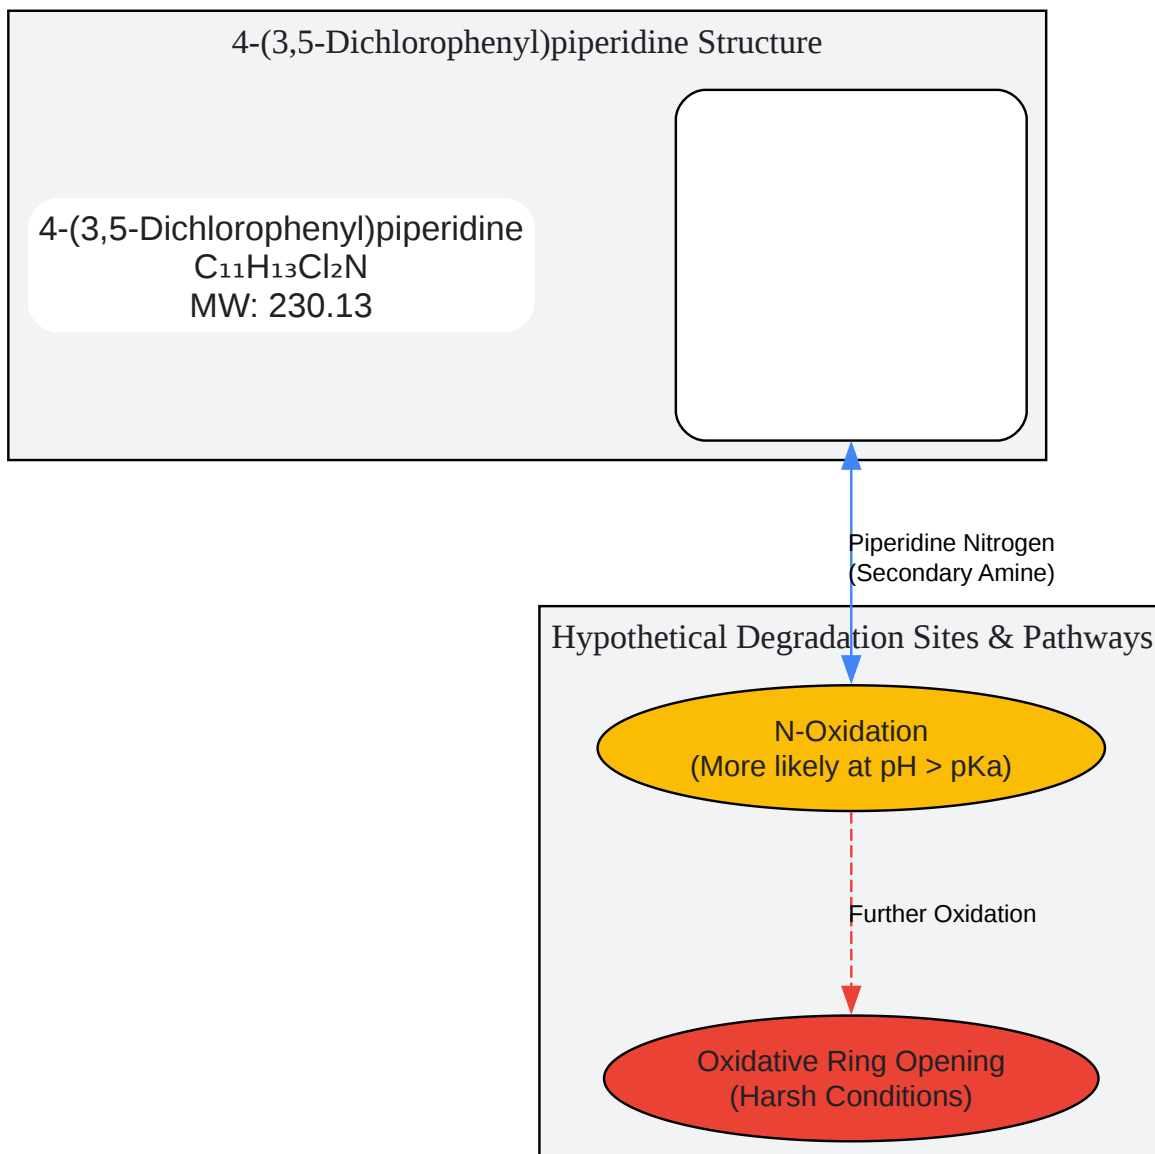 4-(3,5-Dichlorophenyl)piperidine Structure
4-(3,5-Dichlorophenyl)piperidine
C₁₁H₁₃Cl₂N
MW: 230.13
Piperidine Nitrogen
(Secondary Amine)
Hypothetical Degradation Sites & Pathways
N-Oxidation
(More likely at pH > pKa)
Further Oxidation
Oxidative Ring Opening
(Harsh Conditions)